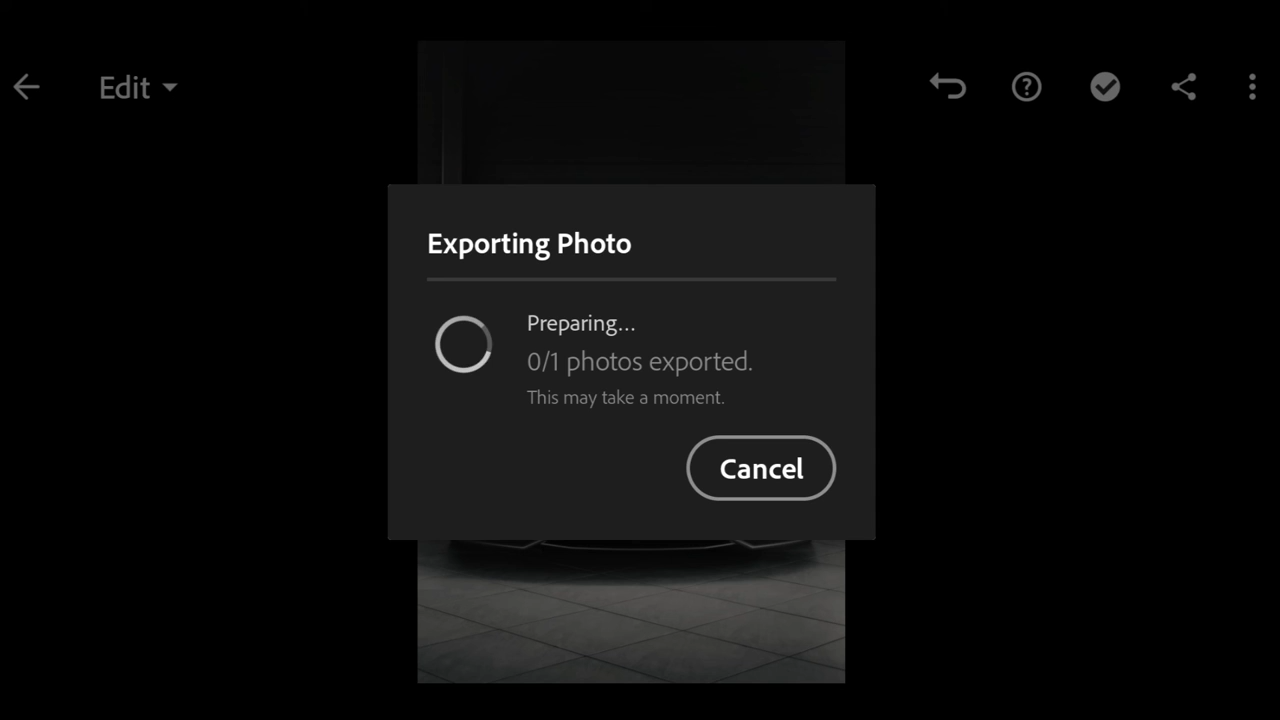 Edit
Exporting Photo
Preparing...
0/1 photos exported.
This may take a moment.
Cancel